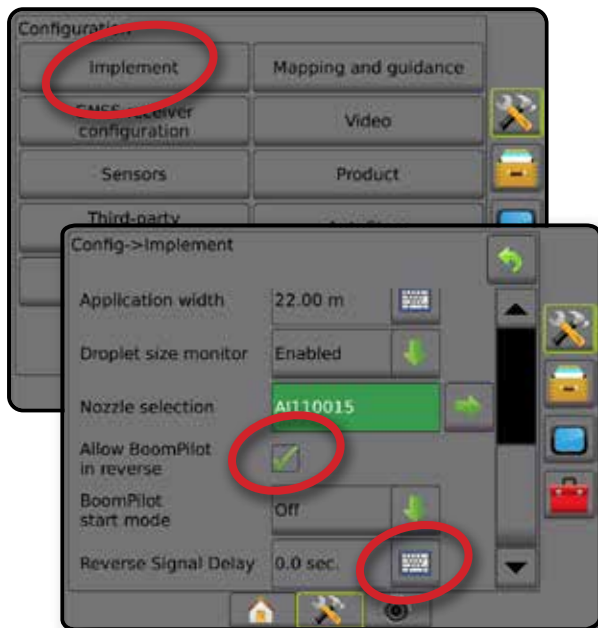 Configuration
Implement
Mapping and guidance
GNSS receiver
configuration
Video
Sensors
Product
Third-party
Config->Implement
Application width 22.00 m
Droplet size monitor Enabled
Nozzle selection AI110015
Allow BoomPilot
in reverse
BoomPilot
start mode
Off
Reverse Signal Delay 0.0 sec.